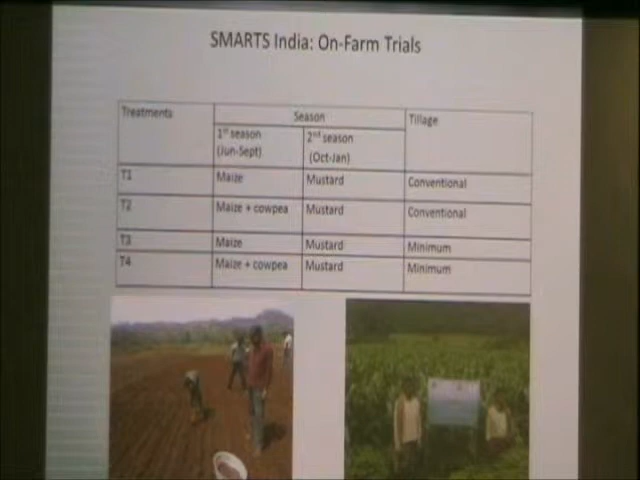 SMARTS India: On-Farm Trials
Treatments Season Tillage
1st season 2nd season
(Jun-Sept) (Oct-Jan)
T1 Maize Mustard Conventional
T2 Maize + cowpea Mustard Conventional
T3 Maize Mustard Minimum
T4 Maize + cowpea Mustard Minimum